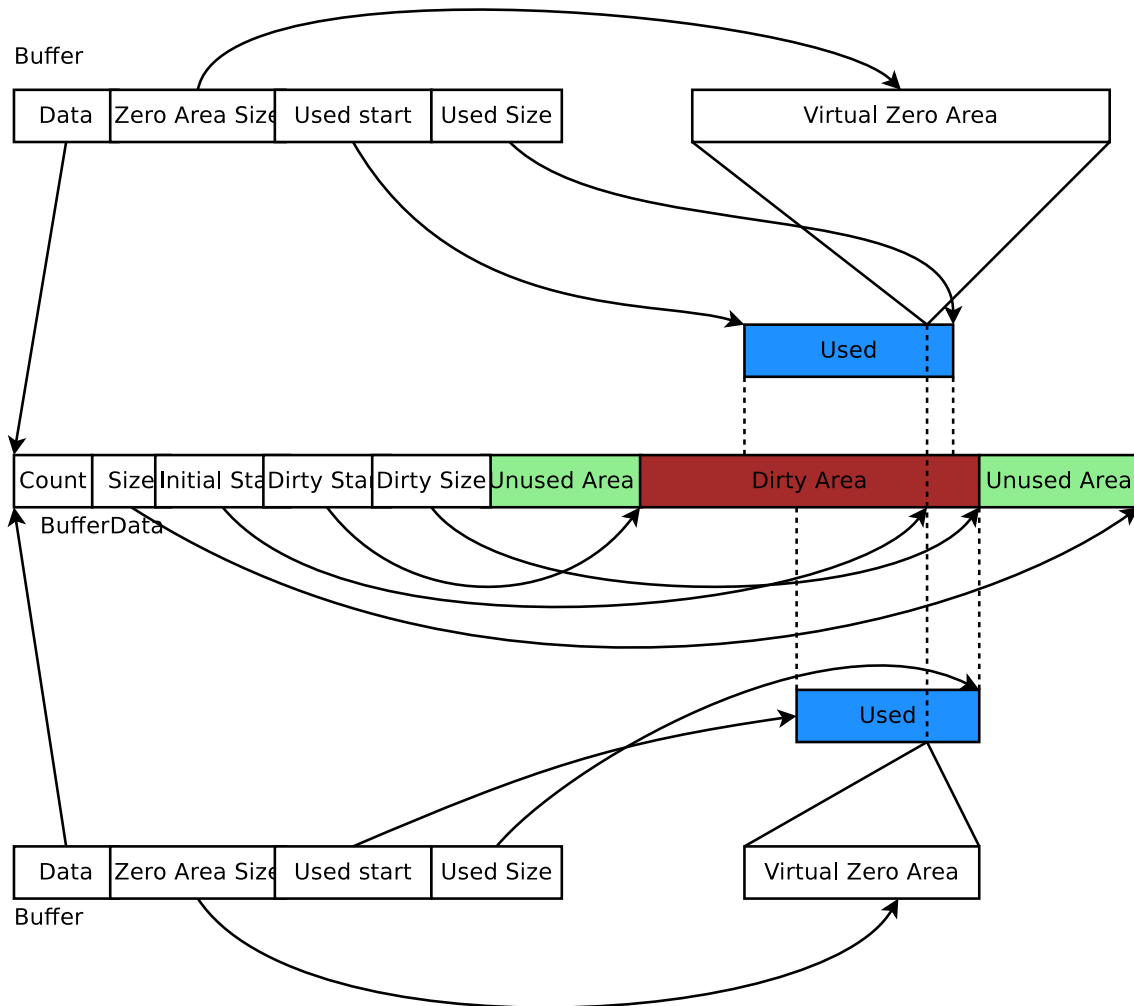 Buffer
Data Zero Area Size Used start Used Size Virtual Zero Area
Used
Count Size Initial Sta Dirty Star Dirty Size Unused Area Dirty Area Unused Area
BufferData
Used
Data Zero Area Size Used start Used Size Virtual Zero Area
Buffer